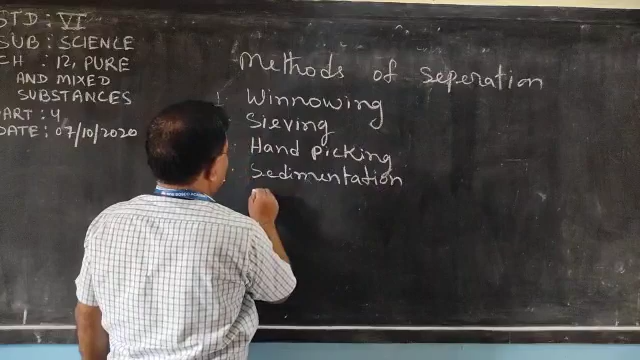 STD : VI
SUB : SCIENCE
CH : 12, PURE
AND MIXED
SUBSTANCES
PART : 4
DATE : 07/10/2020
Methods of Seperation
Winnowing
Sieving
Hand picking
Sedimentation